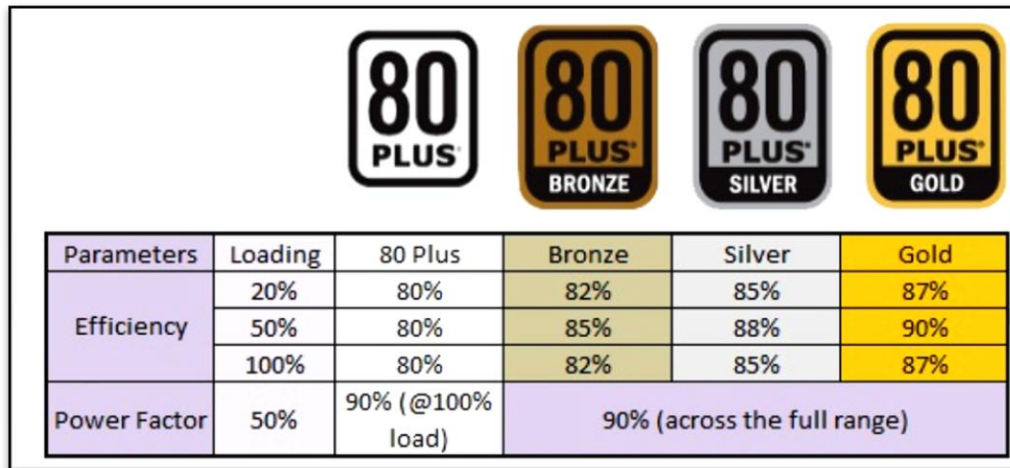 80
PLUS®
80
PLUS®
BRONZE
80
PLUS®
SILVER
80
PLUS®
GOLD
Parameters Loading 80 Plus Bronze Silver Gold
Efficiency 20% 80% 82% 85% 87%
50% 80% 85% 88% 90%
100% 80% 82% 85% 87%
Power Factor 50% 90% (@100% load) 90% (across the full range)